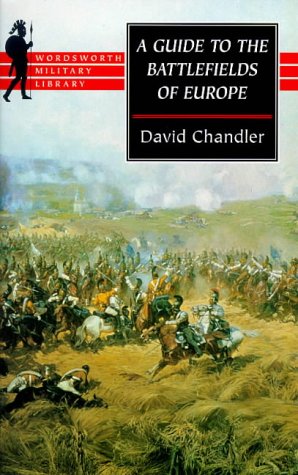 WORDSWORTH
MILITARY
LIBRARY
A GUIDE TO THE
BATTLEFIELDS
OF EUROPE
David Chandler